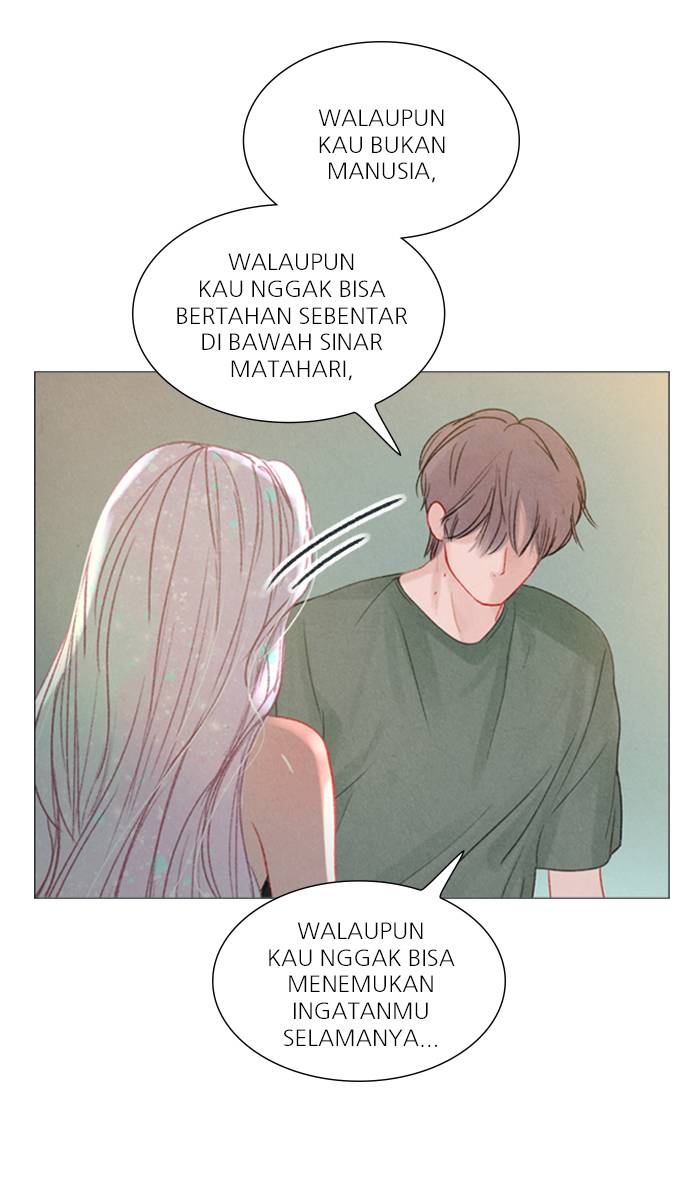 WALAUPUN
KAU BUKAN
MANUSIA,
WALAUPUN
KAU NGGAK BISA
BERTAHAN SEBENTAR
DI BAWAH SINAR
MATAHARI,
WALAUPUN
KAU NGGAK BISA
MENEMUKAN
INGATANMU
SELAMANYA...